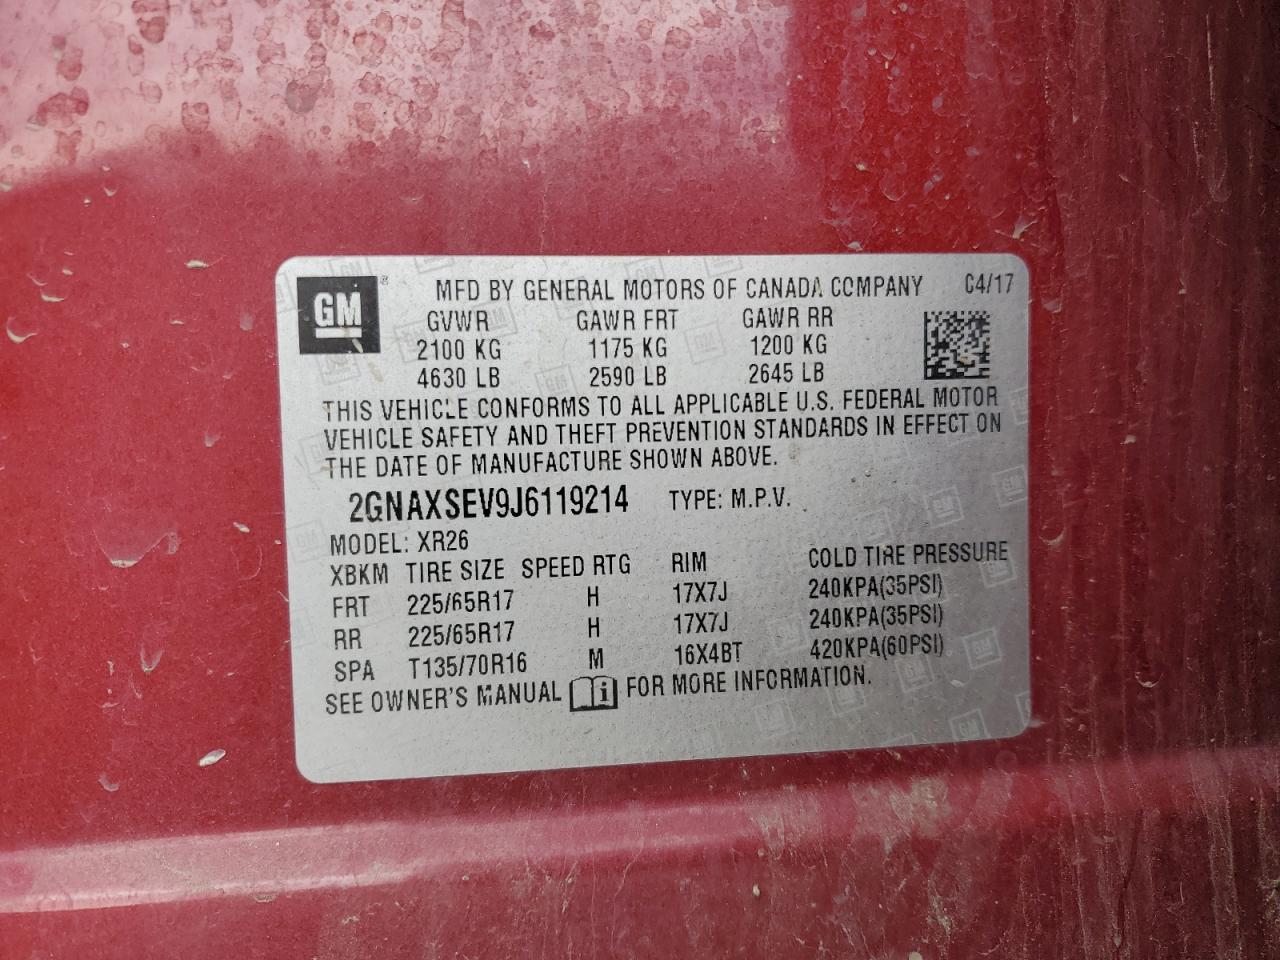 GM
MFD BY GENERAL MOTORS OF CANADA COMPANY 04/17
GVWR GAWR FRT GAWR RR
2100 KG 1175 KG 1200 KG
4630 LB 2590 LB 2645 LB
THIS VEHICLE CONFORMS TO ALL APPLICABLE U.S. FEDERAL MOTOR
VEHICLE SAFETY AND THEFT PREVENTION STANDARDS IN EFFECT ON
THE DATE OF MANUFACTURE SHOWN ABOVE.
2GNAXSEV9J6119214 TYPE: M.P.V.
MODEL: XR26
XBKM TIRE SIZE SPEED RTG RIM COLD TIRE PRESSURE
FRT 225/65R17 H 17X7J 240KPA(35PSI)
RR 225/65R17 H 17X7J 240KPA(35PSI)
SPA T135/70R16 M 16X4BT 420KPA(60PSI)
SEE OWNER'S MANUAL i FOR MORE INFORMATION.